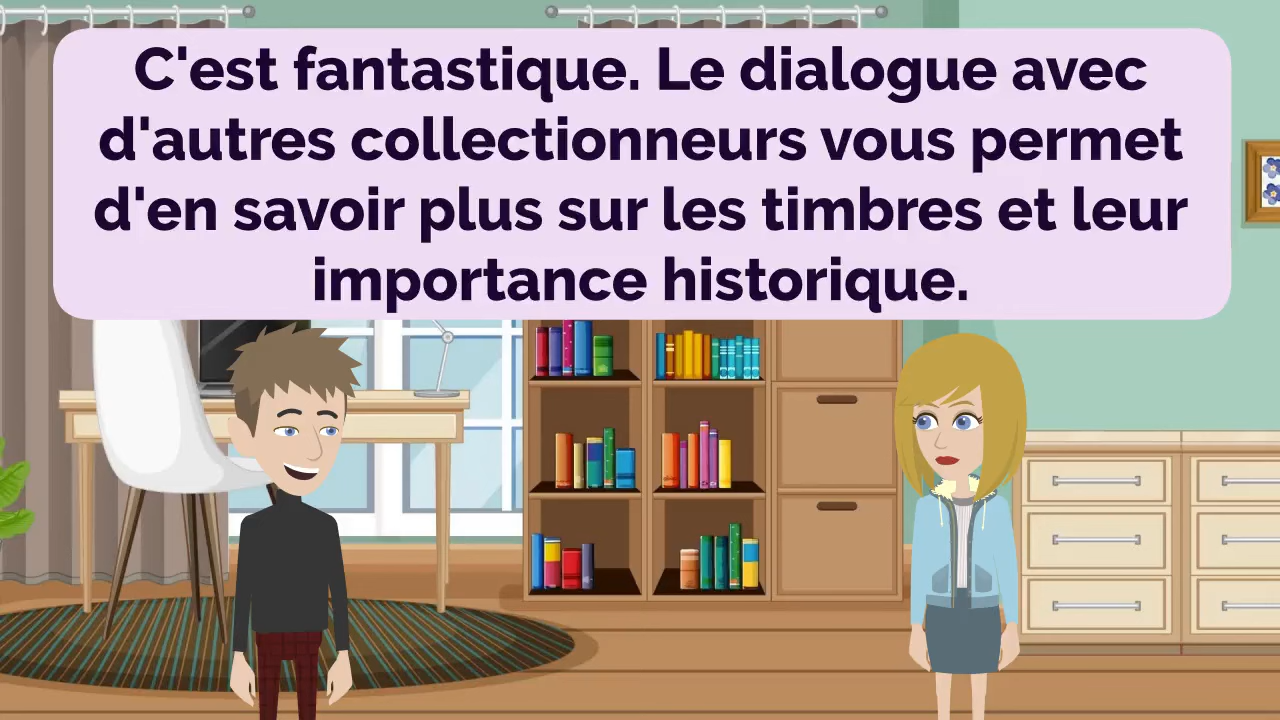 C'est fantastique. Le dialogue avec
d'autres collectionneurs vous permet
d'en savoir plus sur les timbres et leur
importance historique.